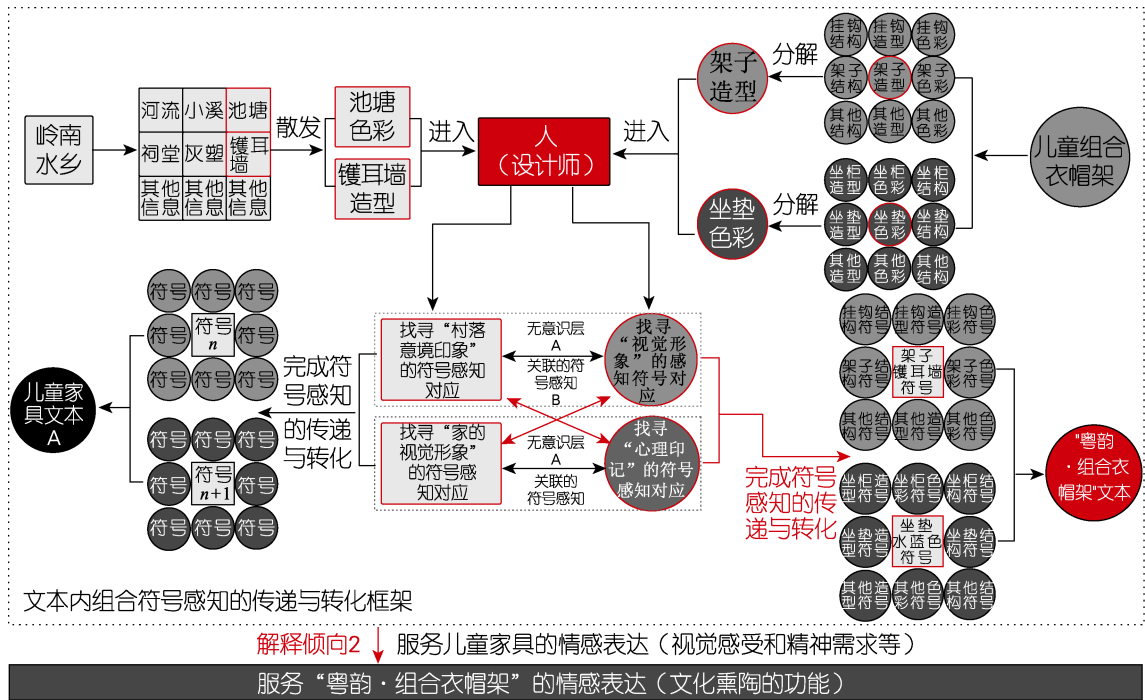 岭南
水乡
河流
小溪
池塘
祠堂
灰塑
镬耳
墙
其他
信息
其他
信息
其他
信息
散发
池塘
色彩
镬耳墙
造型
进入
人
（设计师）
进入
架子
造型
坐垫
色彩
分解
分解
挂钩
结构
挂钩
造型
挂钩
色彩
架子
结构
架子
造型
架子
色彩
其他
结构
其他
造型
其他
色彩
坐柜
造型
坐柜
色彩
坐柜
结构
坐垫
造型
坐垫
色彩
坐垫
结构
其他
造型
其他
色彩
其他
结构
儿童组合
衣帽架
儿童家
具文本
A
符号
符号
符号
符号
符号
n
符号
符号
符号
符号
符号
符号
符号
符号
符号
n+1
符号
符号
符号
符号
完成符
号感知
的传递
与转化
找寻“村落
意境印象”
的符号感知
对应
无意识层
A
关联的符
号感知
B
找寻
“视觉形
象”的感
知符号对
应
找寻“家的
视觉形象”
的符号感
知对应
无意识层
A
关联的
符号感知
找寻
“心理印
记”的符号
感知对应
完成符号
感知的传
递与转化
挂钩结
构符号
挂钩造
型符号
挂钩色
彩符号
架子结
构符号
架子
镬耳墙
符号
架子色
彩符号
其他结
构符号
其他造
型符号
其他色
彩符号
坐柜造
型符号
坐柜色
彩符号
坐柜结
构符号
坐垫造
型符号
坐垫
水蓝色
符号
坐垫结
构符号
其他造
型符号
其他色
彩符号
其他结
构符号
"粤韵
·组合衣
帽架"文本
文本内组合符号感知的传递与转化框架
解释倾向2 服务儿童家具的情感表达（视觉感受和精神需求等）
服务“粤韵·组合衣帽架”的情感表达（文化熏陶的功能）